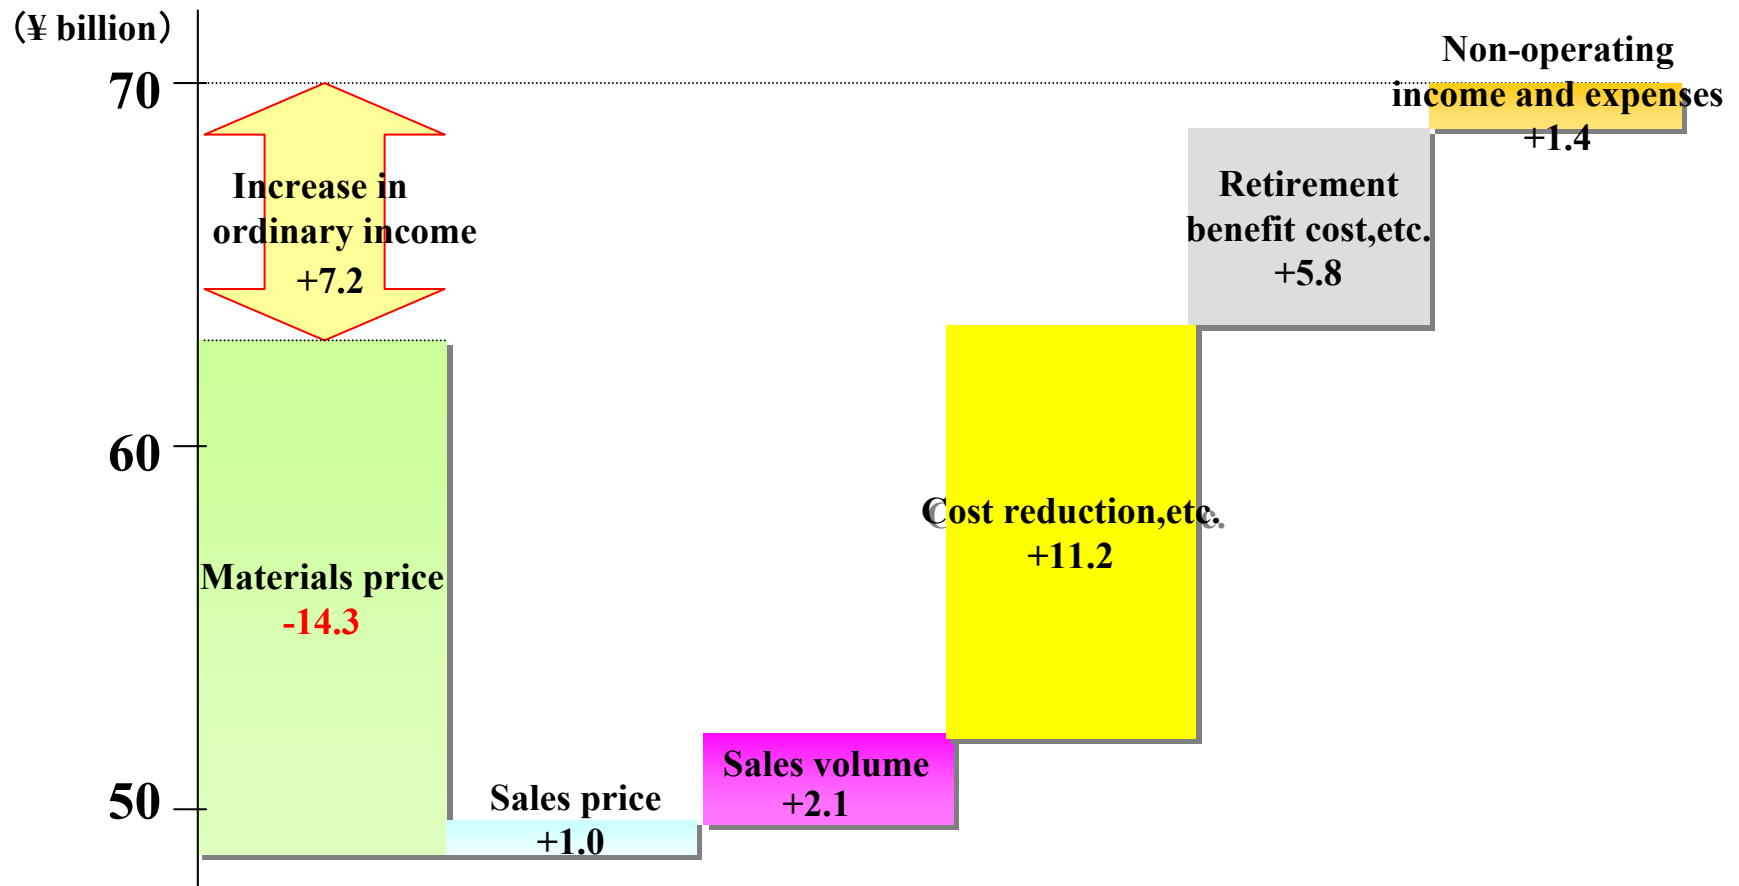 (¥ billion)
70
60
50
Increase in
ordinary income
+7.2
Materials price
-14.3
Sales price
+1.0
Sales volume
+2.1
Cost reduction,etc.
+11.2
Retirement
benefit cost,etc.
+5.8
Non-operating
income and expenses
+1.4